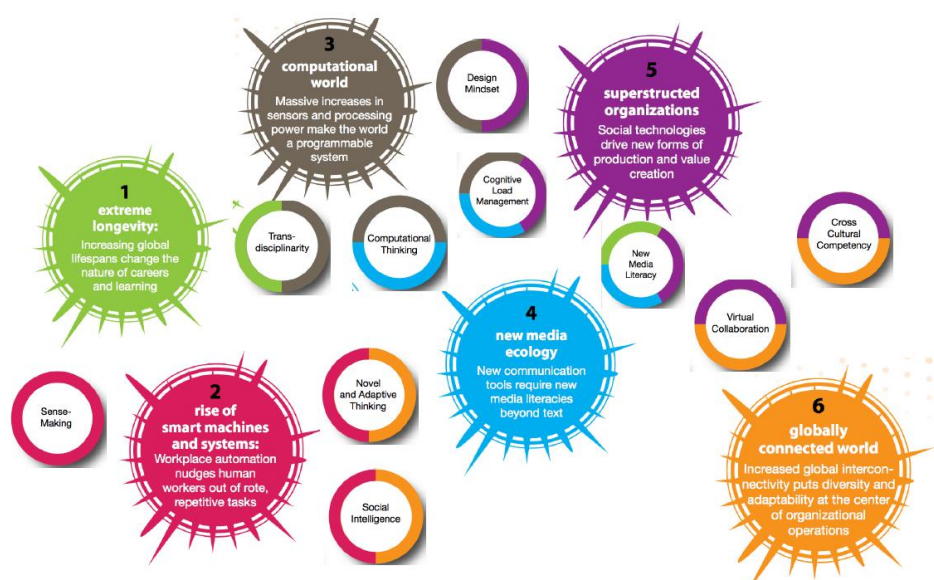 1
extreme
longevity:
Increasing global
lifespans change the
nature of careers
and learning
2
rise of
smart machines
and systems:
Workplace automation
nudges human
workers out of rote,
repetitive tasks
3
computational
world
Massive increases in
sensors and processing
power make the world
a programmable
system
4
new media
ecology
New communication
tools require new
media literacies
beyond text
5
superstructed
organizations
Social technologies
drive new forms of
production and value
creation
6
globally
connected world
Increased global intercon-
nectivity puts diversity and
adaptability at the center
of organizational
operations
Design
Mindset
Cognitive
Load
Management
Trans-
disciplinarity
Computational
Thinking
New
Media
Literacy
Cross
Cultural
Competency
Virtual
Collaboration
Sense-
Making
Novel
and Adaptive
Thinking
Social
Intelligence